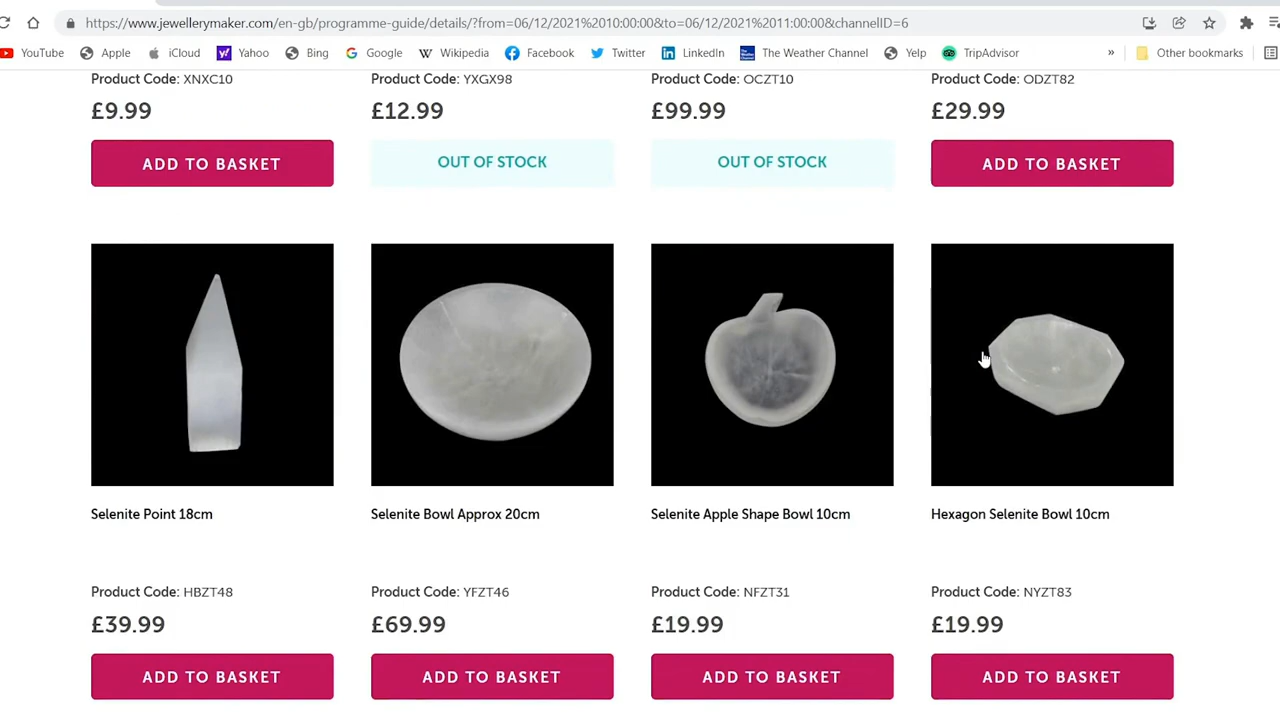 https://www.jewellerymaker.com/en-gb/programme-guide/details/?from=06/12/2021%2010:00:00&to=06/12/2021%2011:00:00&channelID=6
YouTube Apple iCloud Yahoo Bing Google Wikipedia Facebook Twitter LinkedIn The Weather Channel Yelp TripAdvisor » Other bookmarks
Product Code: XNXC10 Product Code: YXGX98 Product Code: OCZT10 Product Code: ODZT82
£9.99 £12.99 £99.99 £29.99
ADD TO BASKET OUT OF STOCK OUT OF STOCK ADD TO BASKET
Selenite Point 18cm Selenite Bowl Approx 20cm Selenite Apple Shape Bowl 10cm Hexagon Selenite Bowl 10cm
Product Code: HBZT48 Product Code: YFZT46 Product Code: NFZT31 Product Code: NYZT83
£39.99 £69.99 £19.99 £19.99
ADD TO BASKET ADD TO BASKET ADD TO BASKET ADD TO BASKET